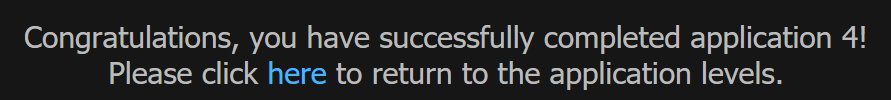 Congratulations, you have successfully completed application 4!
Please click here to return to the application levels.